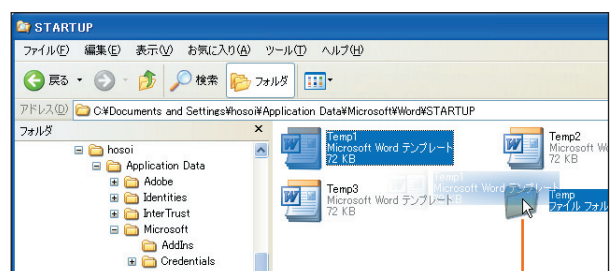 STARTUP
ファイル(F) 編集(E) 表示(V) お気に入り(A) ツール(T) ヘルプ(H)
戻る 検索 フォルダ
アドレス(D) C:¥Documents and Settings¥hosoi¥Application Data¥Microsoft¥Word¥STARTUP
フォルダ ×
hosoi
Application Data
Adobe
Identities
InterTrust
Microsoft
AddIns
Credentials
Temp1
Microsoft Word テンプレート
72 KB
Temp2
Microsoft Wo
72 KB
Temp3
Microsoft Word テンプレート
72 KB
Temp1
Microsoft Word テンプレート
Temp
ファイル フォル